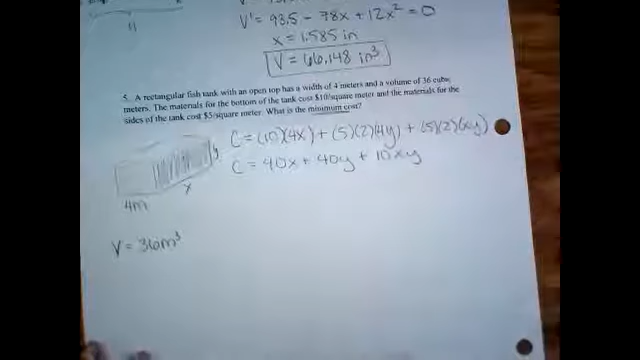 11
V' = 93.5 - 78x + 12x² = 0
x = 1.585 in
V = 66.148 in³
5. A rectangular fish tank with an open top has a width of 4 meters and a volume of 36 cubic
meters. The materials for the bottom of the tank cost $10/square meter and the materials for the
sides of the tank cost $5/square meter. What is the minimum cost?
C = (10)(4x) + (5)(2)(4y) + (5)(2)(xy)
C = 40x + 40y + 10xy
y
x
4m
V = 36m³